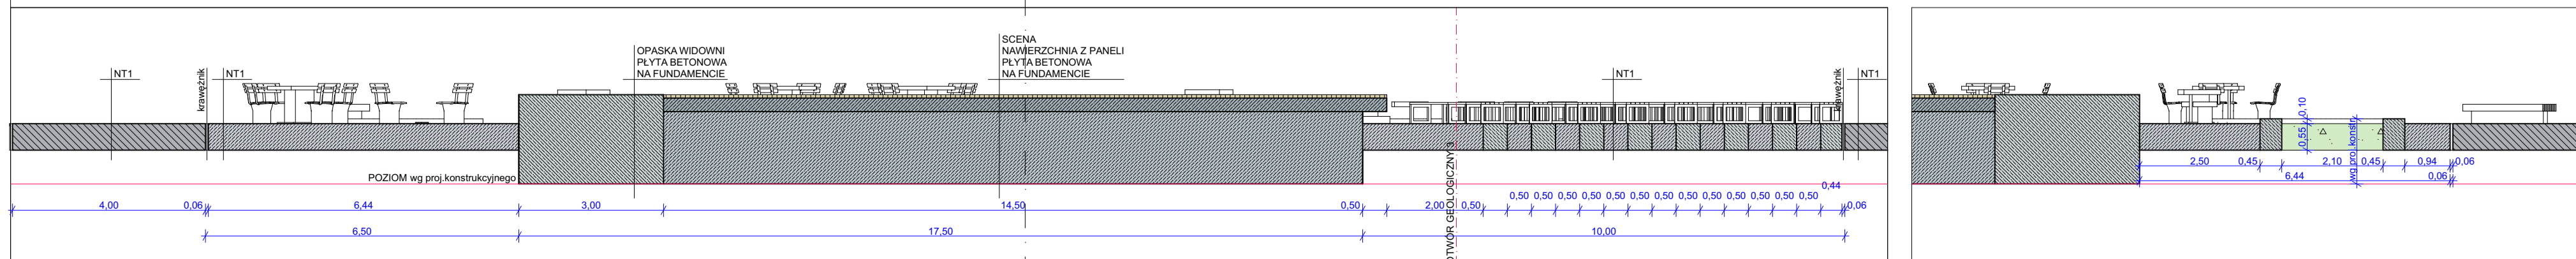 SCENA
OPASKA WIDOWNI
NAWIERZCHNIA Z PANELI
PŁYTA BETONOWA
PŁYTA BETONOWA
NT1
krawężnik
NT1
NA FUNDAMENCIE
NA FUNDAMENCIE
NT1
krawężnik
NT1
POZIOM wg proj.konstrukcyjnego
OTWÓR GEOLOGICZNY 3
4,00
0,06
6,44
3,00
14,50
0,50
2,00
0,50
0,50
0,50
0,50
0,50
0,50
0,50
0,50
0,50
0,50
0,50
0,50
0,50
0,50
0,44
0,06
6,50
17,50
10,00
0,10
0,55
wg proj. konstr.
2,50
0,45
2,10
0,45
0,94
0,06
6,44
0,06